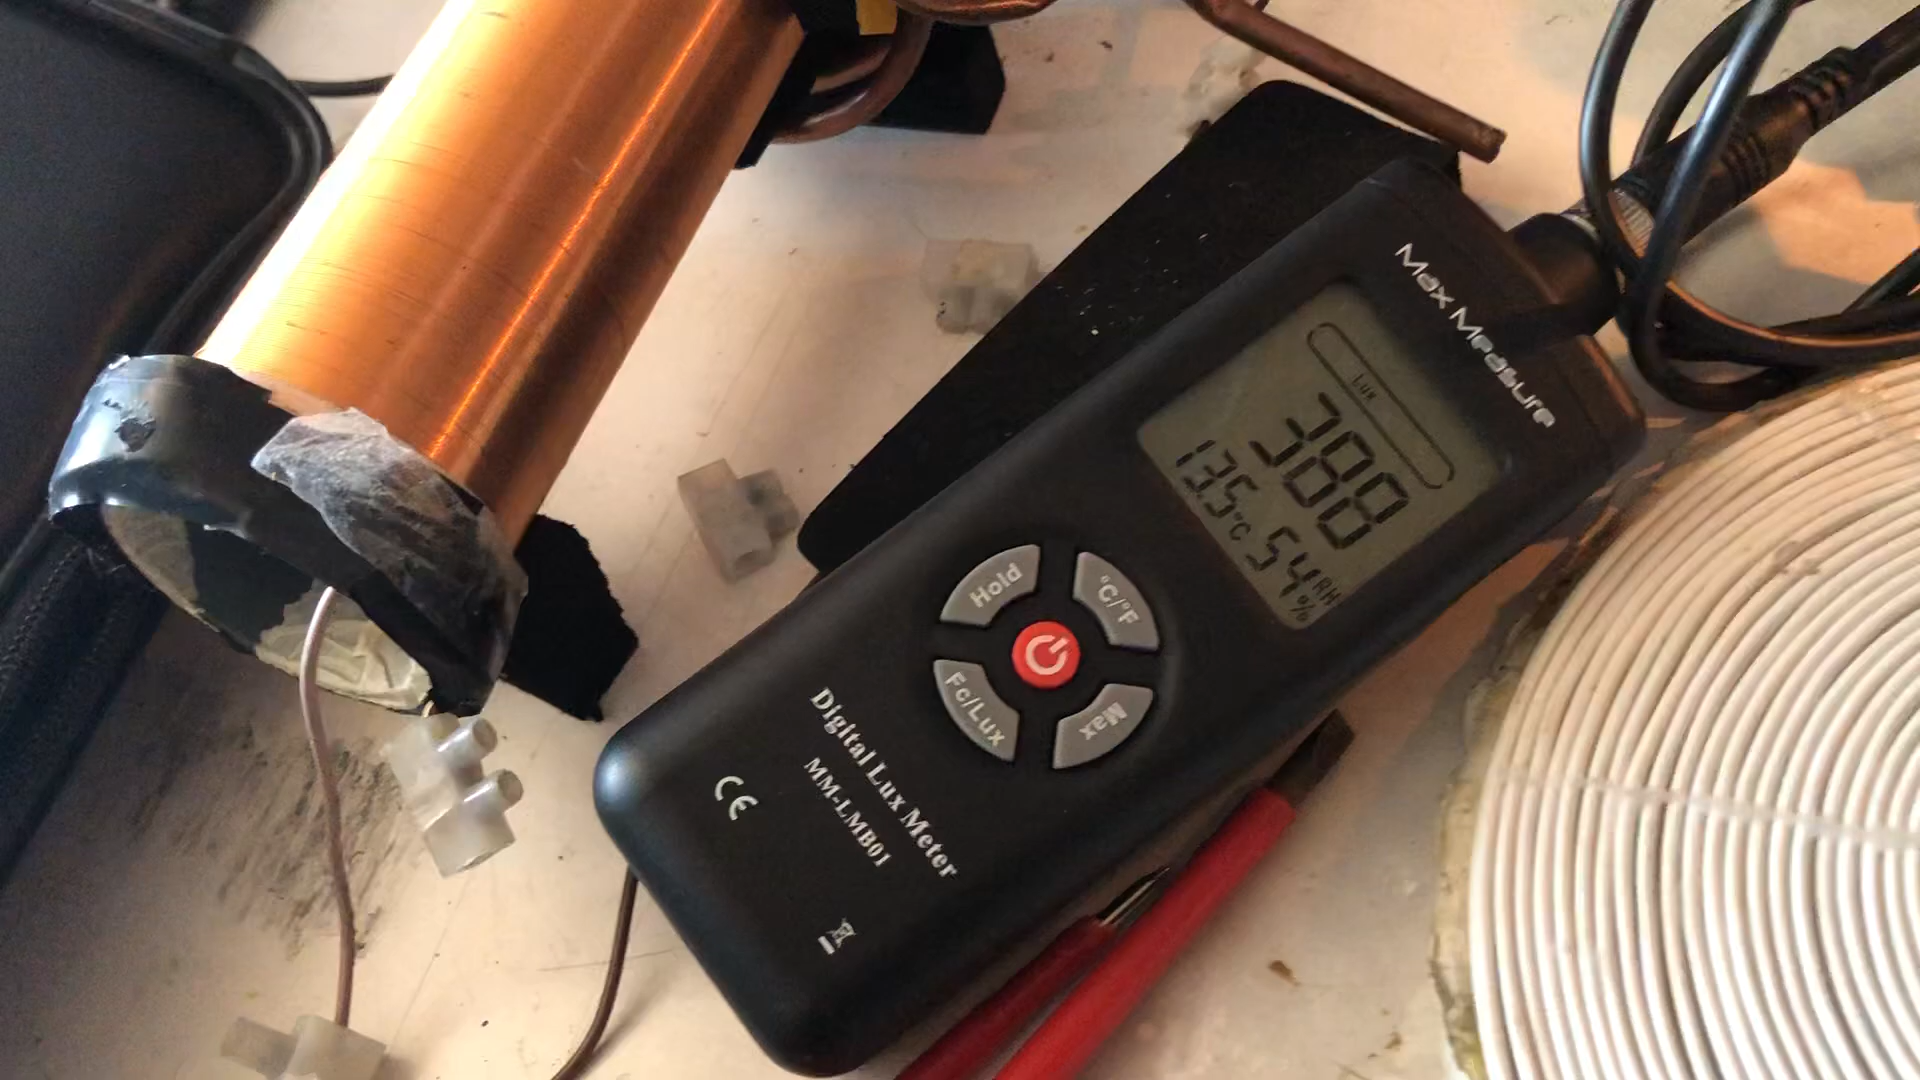 Max Measure
Lux
388
13.5°C 54%RH
Hold
°C/°F
Fc/Lux
Max
Digital Lux Meter
MM-LMB01
CE